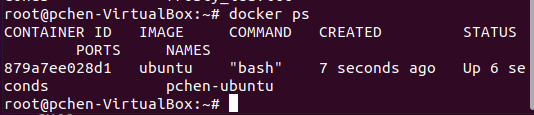 root@pchen-VirtualBox:~# docker ps
CONTAINER ID   IMAGE     COMMAND   CREATED         STATUS
       PORTS     NAMES
879a7ee028d1   ubuntu    "bash"    7 seconds ago   Up 6 se
conds             pchen-ubuntu
root@pchen-VirtualBox:~#